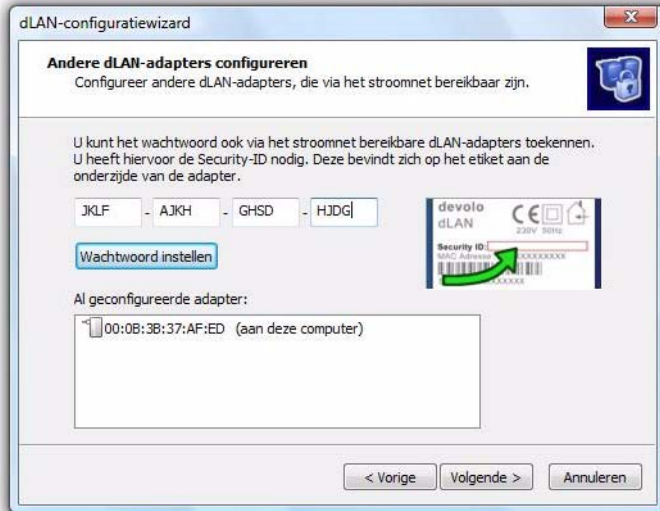 dLAN-configuratiewizard
Andere dLAN-adapters configureren
Configureer andere dLAN-adapters, die via het stroomnet bereikbaar zijn.
U kunt het wachtwoord ook via het stroomnet bereikbare dLAN-adapters toekennen.
U heeft hiervoor de Security-ID nodig. Deze bevindt zich op het etiket aan de
onderzijde van de adapter.
JKLF - AJKH - GHSD - HJDG
devolo
dLAN
CE
230V 50Hz
Security ID:
MAC Adresse
Wachtwoord instellen
Al geconfigureerde adapter:
00:0B:3B:37:AF:ED (aan deze computer)
< Vorige Volgende > Annuleren